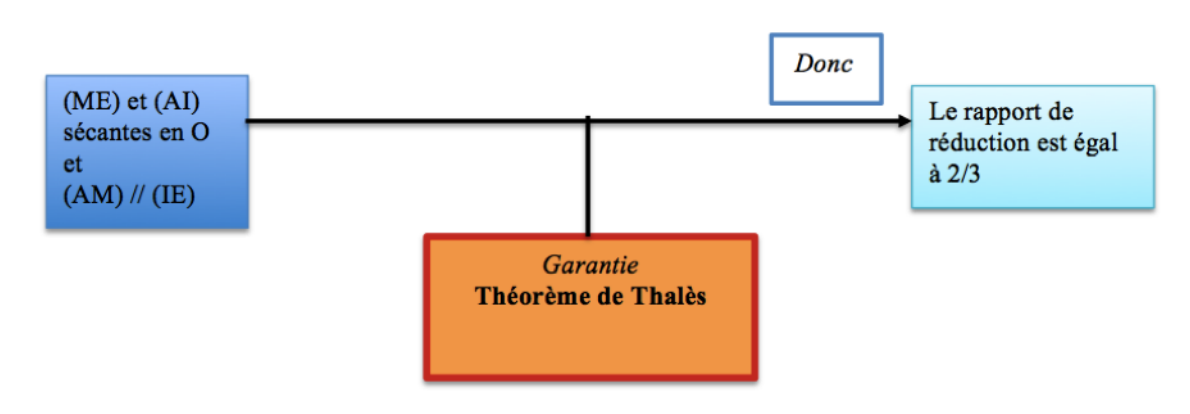 Donc
(ME) et (AI)
sécantes en O
et
(AM) // (IE)
Le rapport de
réduction est égal
à 2/3
Garantie
Théorème de Thalès